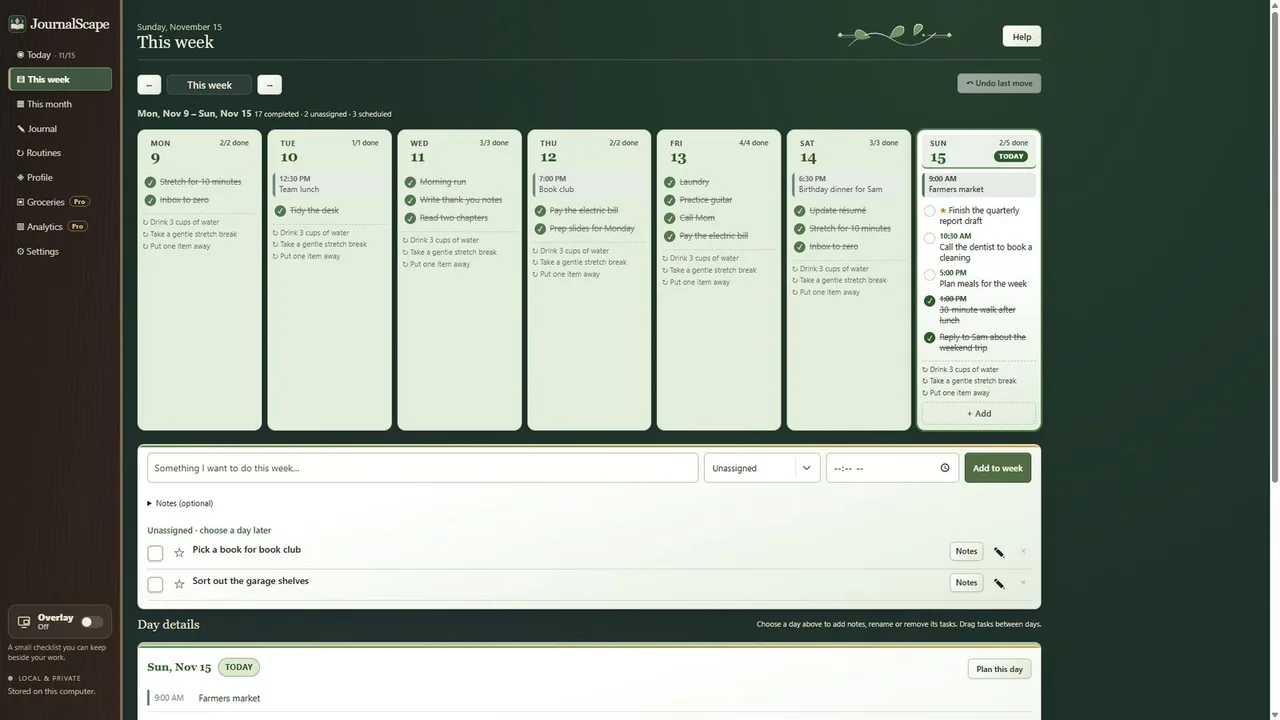 JournalScape
Today · 11/15
This week
This month
Journal
Routines
Profile
Groceries Pro
Analytics Pro
Settings
Overlay
Off
A small checklist you can keep
beside your work.
LOCAL & PRIVATE
Stored on this computer.
Sunday, November 15
This week
Help
← This week →
Undo last move
Mon, Nov 9 – Sun, Nov 15 17 completed · 2 unassigned · 3 scheduled
MON 2/2 done
9
Stretch for 10 minutes
Inbox to zero
Drink 3 cups of water
Take a gentle stretch break
Put one item away
TUE 1/1 done
10
12:30 PM
Team lunch
Tidy the desk
Drink 3 cups of water
Take a gentle stretch break
Put one item away
WED 3/3 done
11
Morning run
Write thank you notes
Read two chapters
Drink 3 cups of water
Take a gentle stretch break
Put one item away
THU 2/2 done
12
7:00 PM
Book club
Pay the electric bill
Prep slides for Monday
Drink 3 cups of water
Take a gentle stretch break
Put one item away
FRI 4/4 done
13
Laundry
Practice guitar
Call Mom
Pay the electric bill
Drink 3 cups of water
Take a gentle stretch break
Put one item away
SAT 3/3 done
14
6:30 PM
Birthday dinner for Sam
Update résumé
Stretch for 10 minutes
Inbox to zero
Drink 3 cups of water
Take a gentle stretch break
Put one item away
SUN 2/5 done
15 TODAY
9:00 AM
Farmers market
★ Finish the quarterly
report draft
10:30 AM
Call the dentist to book a
cleaning
5:00 PM
Plan meals for the week
1:00 PM
30-minute walk after
lunch
Reply to Sam about the
weekend trip
Drink 3 cups of water
Take a gentle stretch break
Put one item away
+ Add
Something I want to do this week...
Unassigned
--:-- --
Add to week
Notes (optional)
Unassigned · choose a day later
Pick a book for book club
Notes ×
Sort out the garage shelves
Notes ×
Day details
Choose a day above to add notes, rename or remove its tasks. Drag tasks between days.
Sun, Nov 15 TODAY
Plan this day
9:00 AM Farmers market